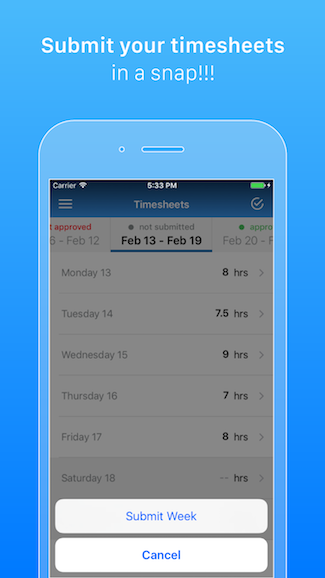 Submit your timesheets
in a snap!!!
Carrier 5:33 PM
Timesheets
t approved not submitted appro
6 - Feb 12 Feb 13 - Feb 19 Feb 20 - F
Monday 13 8 hrs
Tuesday 14 7.5 hrs
Wednesday 15 9 hrs
Thursday 16 7 hrs
Friday 17 8 hrs
Saturday 18 -- hrs
Submit Week
Cancel